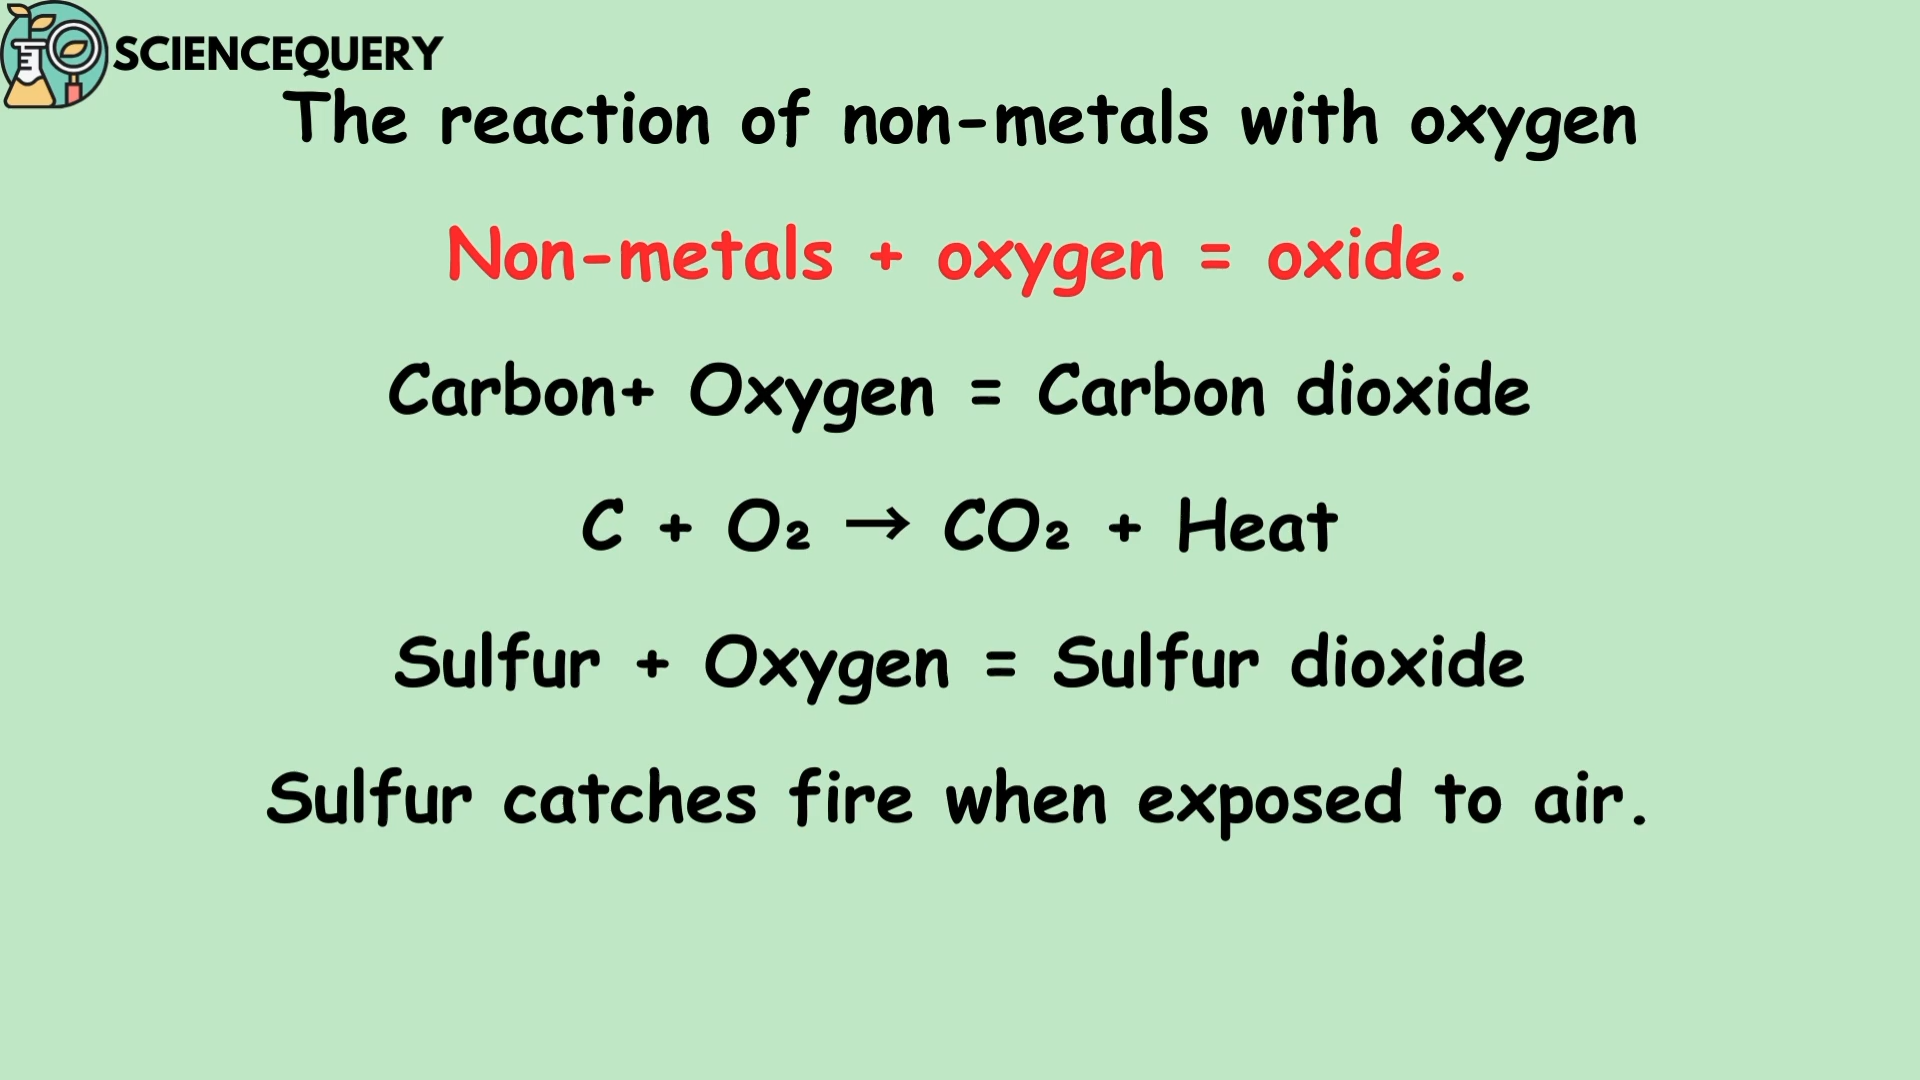 SCIENCEQUERY
The reaction of non-metals with oxygen
Non-metals + oxygen = oxide.
Carbon+ Oxygen = Carbon dioxide
C + O₂ → CO₂ + Heat
Sulfur + Oxygen = Sulfur dioxide
Sulfur catches fire when exposed to air.